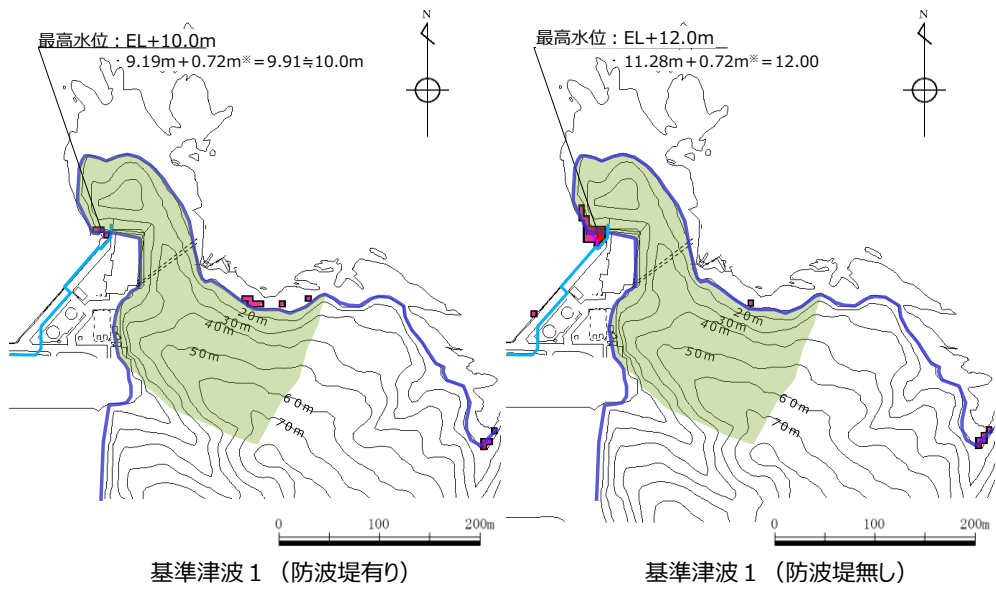 最高水位:EL+10.0m
・9.19m+0.72m※=9.91≒10.0m
N
20m
30m
40m
50m
60m
70m
0 100 200m
基準津波1(防波堤有り)
最高水位:EL+12.0m
・11.28m+0.72m※=12.00
N
20m
30m
40m
50m
60m
70m
0 100 200m
基準津波1(防波堤無し)